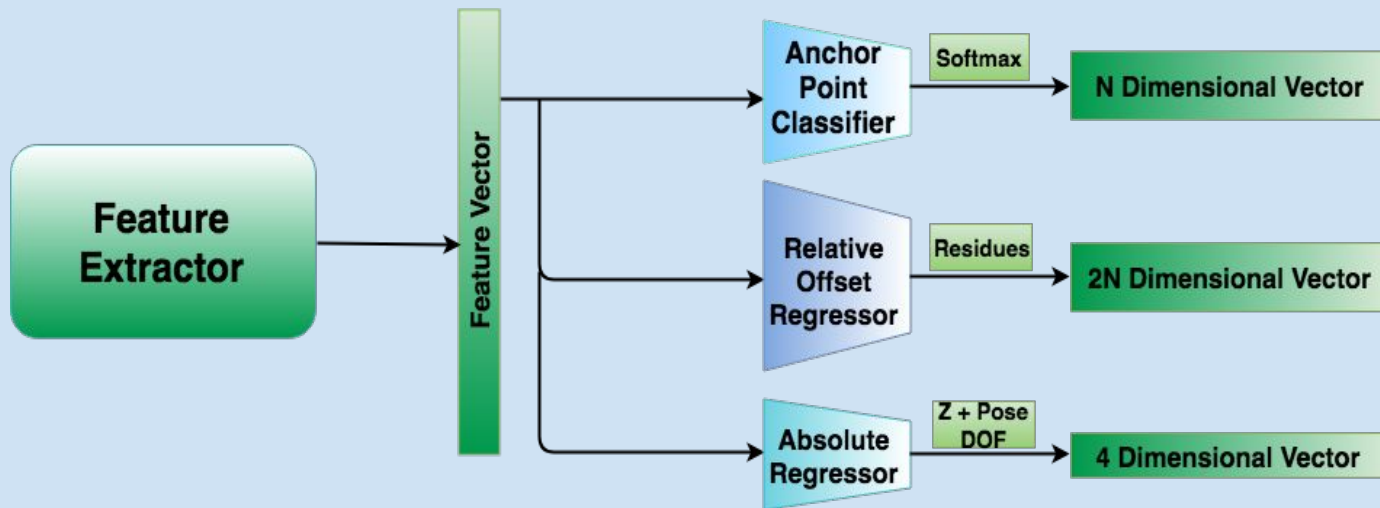 Feature
Extractor
Feature Vector
Anchor
Point
Classifier
Softmax
N Dimensional Vector
Relative
Offset
Regressor
Residues
2N Dimensional Vector
Absolute
Regressor
Z + Pose
DOF
4 Dimensional Vector